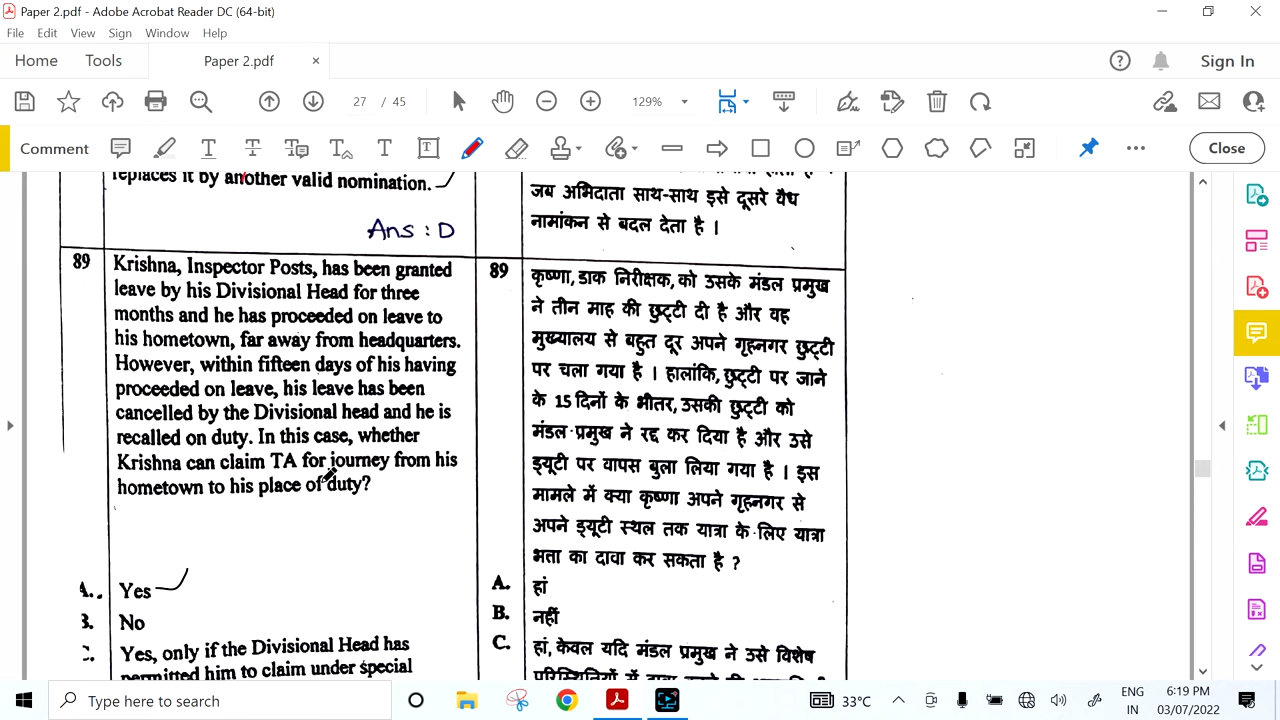 Paper 2.pdf - Adobe Acrobat Reader DC (64-bit)
File Edit View Sign Window Help
Home Tools Paper 2.pdf × Sign In
27 / 45 129%
Comment Close
replaces it by another valid nomination.
Ans : D
89
Krishna, Inspector Posts, has been granted
leave by his Divisional Head for three
months and he has proceeded on leave to
his hometown, far away from headquarters.
However, within fifteen days of his having
proceeded on leave, his leave has been
cancelled by the Divisional head and he is
recalled on duty. In this case, whether
Krishna can claim TA for journey from his
hometown to his place of duty?
A. Yes
B. No
C. Yes, only if the Divisional Head has
permitted him to claim under special
जब अभिदाता साथ-साथ इसे दूसरे वैध
नामांकन से बदल देता है ।
89
कृष्णा, डाक निरीक्षक, को उसके मंडल प्रमुख
ने तीन माह की छुट्टी दी है और वह
मुख्यालय से बहुत दूर अपने गृहनगर छुट्टी
पर चला गया है । हालांकि, छुट्टी पर जाने
के 15 दिनों के भीतर, उसकी छुट्टी को
मंडल प्रमुख ने रद्द कर दिया है और उसे
ड्यूटी पर वापस बुला लिया गया है । इस
मामले में क्या कृष्णा अपने गृहनगर से
अपने ड्यूटी स्थल तक यात्रा के लिए यात्रा
भता का दावा कर सकता है ?
A. हां
B. नहीं
C. हां, केवल यदि मंडल प्रमुख ने उसे विशेष
Type here to search
33°C
ENG
IN
6:19 PM
03/07/2022